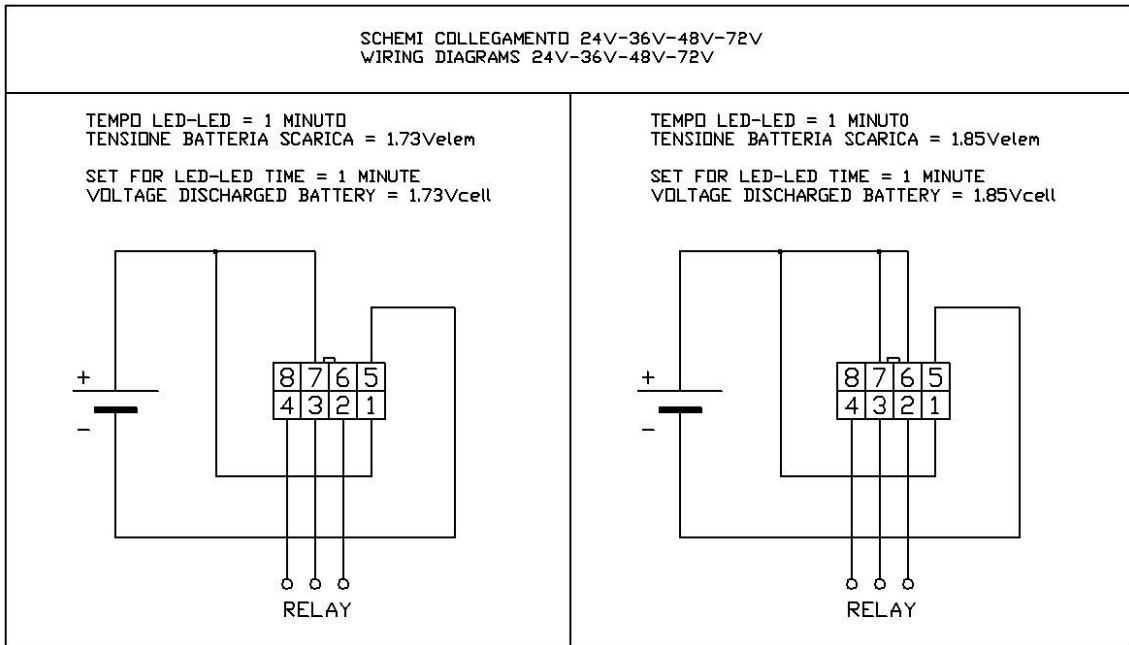 SCHEMI COLLEGAMENTO 24V-36V-48V-72V
WIRING DIAGRAMS 24V-36V-48V-72V
TEMPO LED-LED = 1 MINUTO
TENSIONE BATTERIA SCARICA = 1.73Velem
SET FOR LED-LED TIME = 1 MINUTE
VOLTAGE DISCHARGED BATTERY = 1.73Vcell
+
-
8 7 6 5
4 3 2 1
RELAY
TEMPO LED-LED = 1 MINUTO
TENSIONE BATTERIA SCARICA = 1.85Velem
SET FOR LED-LED TIME = 1 MINUTE
VOLTAGE DISCHARGED BATTERY = 1.85Vcell
+
-
8 7 6 5
4 3 2 1
RELAY